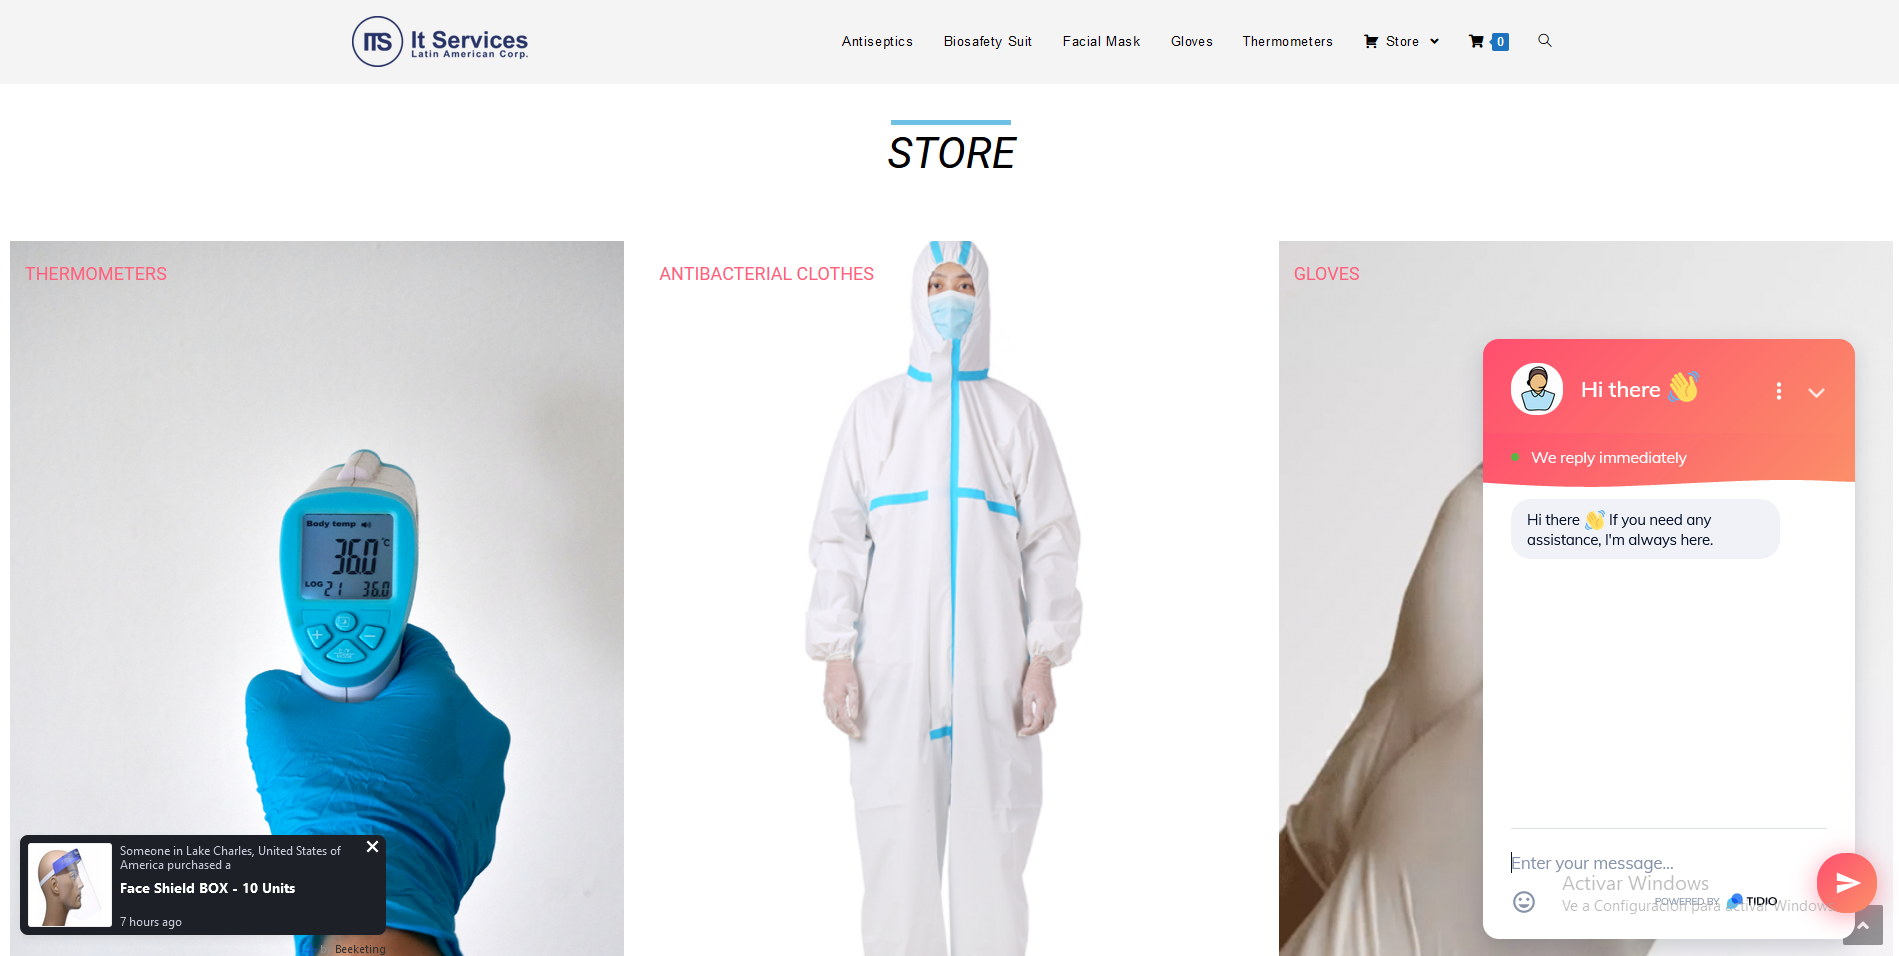 ITS It Services
Latin American Corp.
Antiseptics Biosafety Suit Facial Mask Gloves Thermometers Store 0
STORE
THERMOMETERS
ANTIBACTERIAL CLOTHES
GLOVES
Body temp
36.0 °C
LOG 21 36.0
Hi there 👋
We reply immediately
Hi there 👋 If you need any
assistance, I'm always here.
Enter your message...
Activar Windows
Ve a Configuración para activar Windows
POWERED BY TIDIO
Someone in Lake Charles, United States of
America purchased a
Face Shield BOX - 10 Units
7 hours ago
Beeketing